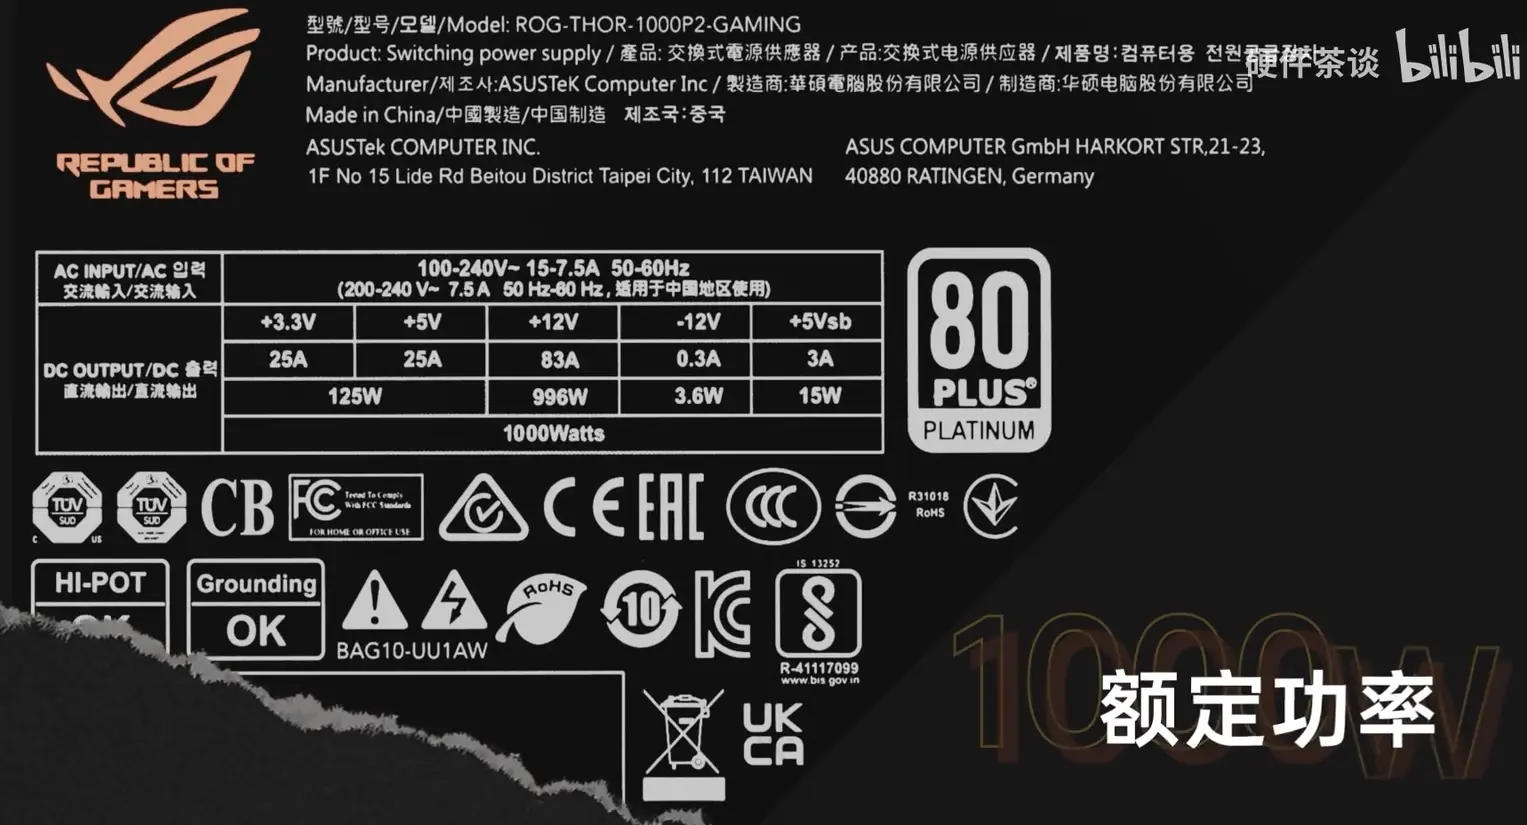 型號/型号/모델/Model: ROG-THOR-1000P2-GAMING
Product: Switching power supply / 產品: 交換式電源供應器 / 产品:交换式电源供应器 / 제품명:컴퓨터용 전원공급장치
硬件茶谈 bilibili
Manufacturer/제조사:ASUSTeK Computer Inc / 製造商:華碩電腦股份有限公司 / 制造商:华硕电脑股份有限公司
Made in China/中國製造/中国制造 제조국:중국
REPUBLIC OF
GAMERS
ASUSTek COMPUTER INC.
1F No 15 Lide Rd Beitou District Taipei City, 112 TAIWAN
ASUS COMPUTER GmbH HARKORT STR,21-23,
40880 RATINGEN, Germany
AC INPUT/AC 입력
交流輸入/交流输入
100-240V~ 15-7.5A 50-60Hz
(200-240 V~ 7.5 A 50 Hz-60 Hz , 适用于中国地区使用)
DC OUTPUT/DC 출력
直流輸出/直流输出
+3.3V +5V +12V -12V +5Vsb
25A 25A 83A 0.3A 3A
125W 996W 3.6W 15W
1000Watts
80
PLUS®
PLATINUM
TÜV
SÜD
C US
TÜV
SÜD
CB
FC Tested To Comply
With FCC Standards
FOR HOME OR OFFICE USE
CE
EAC
CCC
R31018
RoHS
HI-POT
OK
Grounding
OK
BAG10-UU1AW
RoHS
10
KC
IS 13252
R-41117099
www.bis gov in
UK
CA
1000W
额定功率